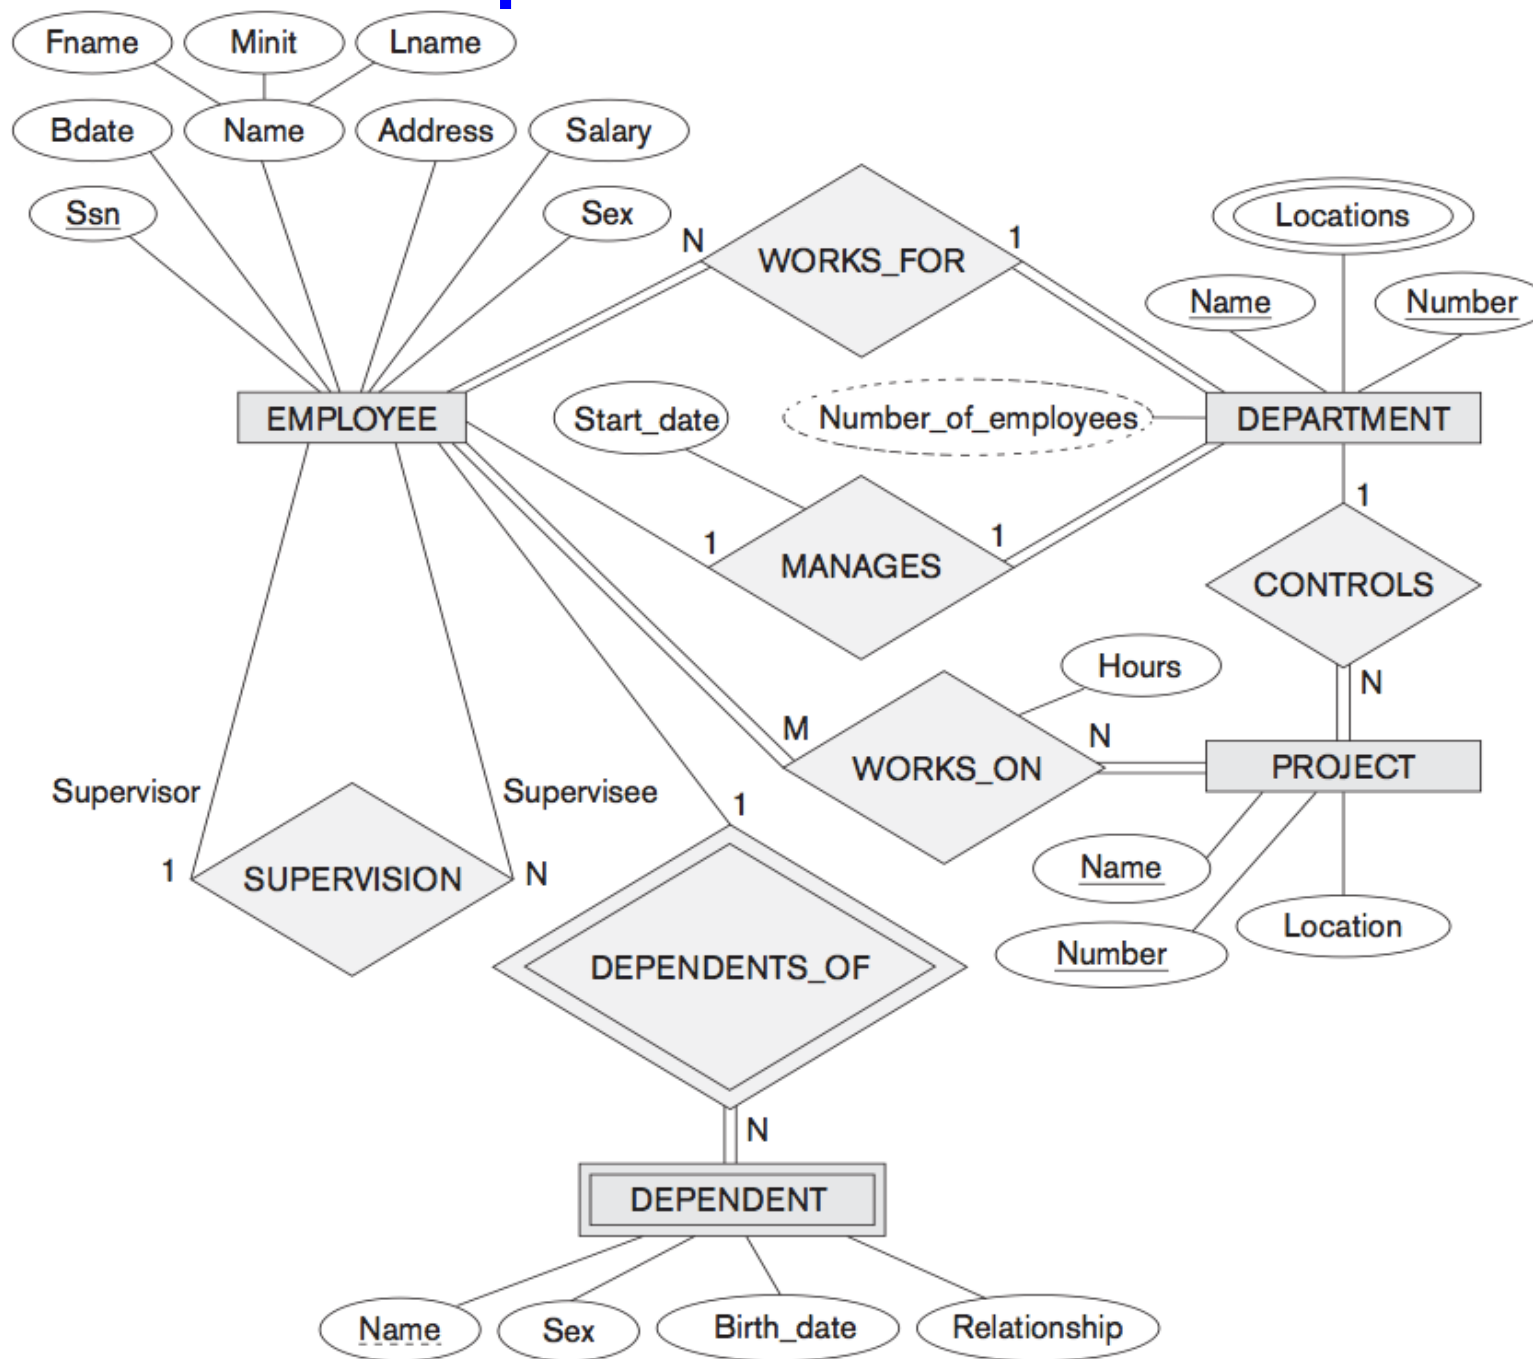 Fname
Minit
Lname
Bdate
Name
Address
Salary
Ssn
Sex
N
WORKS_FOR
1
Locations
Name
Number
EMPLOYEE
Start_date
Number_of_employees
DEPARTMENT
1
MANAGES
1
1
CONTROLS
N
Hours
M
WORKS_ON
N
PROJECT
Supervisor
Supervisee
1
SUPERVISION
N
1
Name
Number
Location
DEPENDENTS_OF
N
DEPENDENT
Name
Sex
Birth_date
Relationship